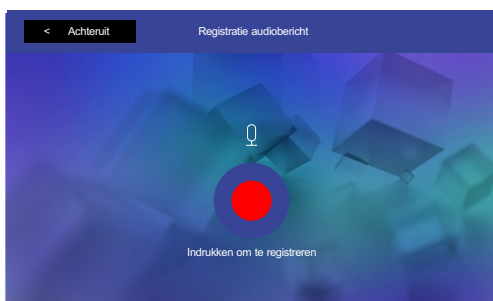 < Achteruit
Registratie audiobericht
Indrukken om te registreren